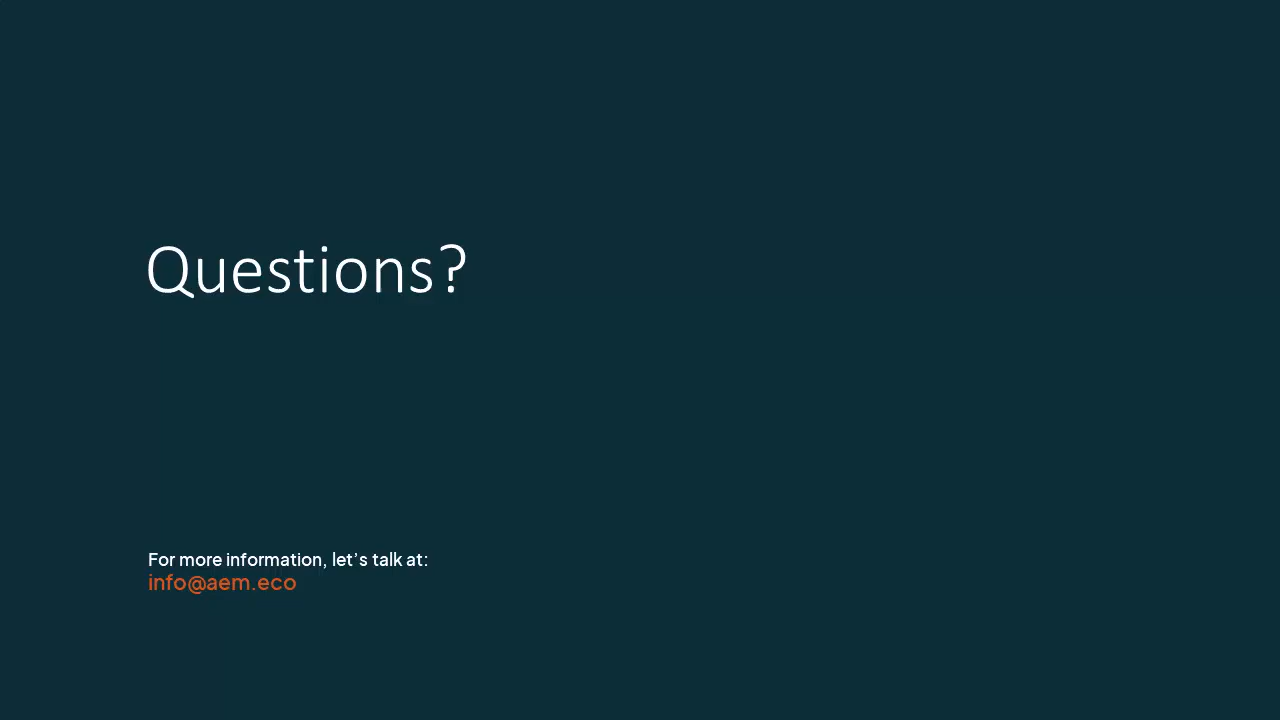 Questions?
For more information, let’s talk at:
info@aem.eco